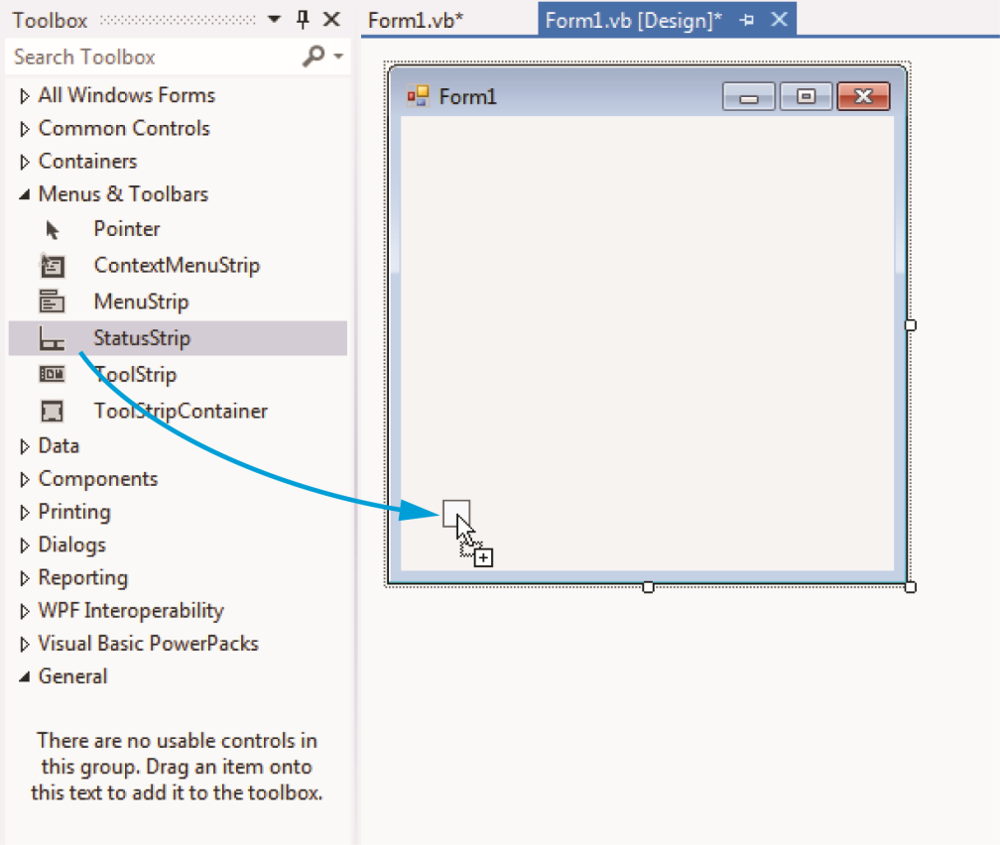 Toolbox
Search Toolbox
All Windows Forms
Common Controls
Containers
Menus & Toolbars
Pointer
ContextMenuStrip
MenuStrip
StatusStrip
ToolStrip
ToolStripContainer
Data
Components
Printing
Dialogs
Reporting
WPF Interoperability
Visual Basic PowerPacks
General
There are no usable controls in
this group. Drag an item onto
this text to add it to the toolbox.
Form1.vb*
Form1.vb [Design]*
Form1